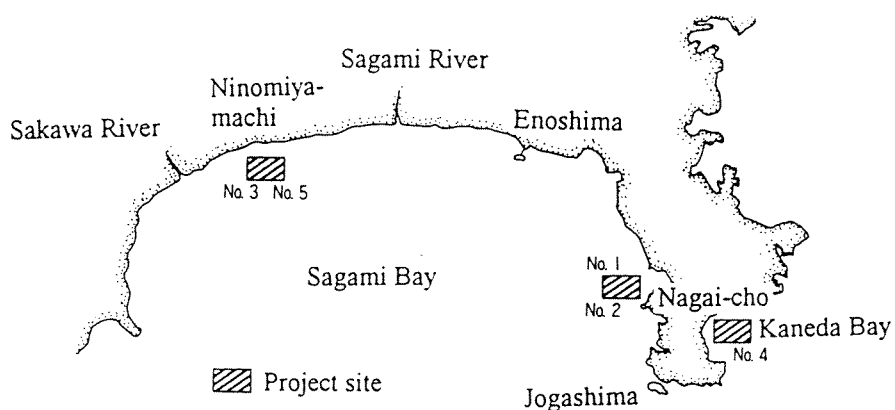 Sagami River
Ninomiya-
machi
Sakawa River
Enoshima
No. 3 No. 5
No. 1
Sagami Bay
Nagai-cho
No. 2
Kaneda Bay
No. 4
Project site
Jogashima